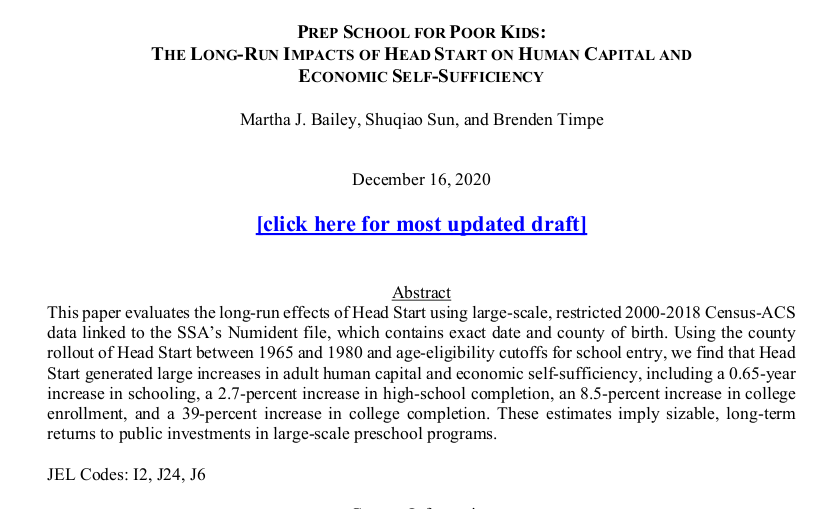 PREP SCHOOL FOR POOR KIDS:
THE LONG-RUN IMPACTS OF HEAD START ON HUMAN CAPITAL AND
ECONOMIC SELF-SUFFICIENCY
Martha J. Bailey, Shuqiao Sun, and Brenden Timpe
December 16, 2020
[click here for most updated draft]
Abstract
This paper evaluates the long-run effects of Head Start using large-scale, restricted 2000-2018 Census-ACS
data linked to the SSA's Numident file, which contains exact date and county of birth. Using the county
rollout of Head Start between 1965 and 1980 and age-eligibility cutoffs for school entry, we find that Head
Start generated large increases in adult human capital and economic self-sufficiency, including a 0.65-year
increase in schooling, a 2.7-percent increase in high-school completion, an 8.5-percent increase in college
enrollment, and a 39-percent increase in college completion. These estimates imply sizable, long-term
returns to public investments in large-scale preschool programs.
JEL Codes: I2, J24, J6